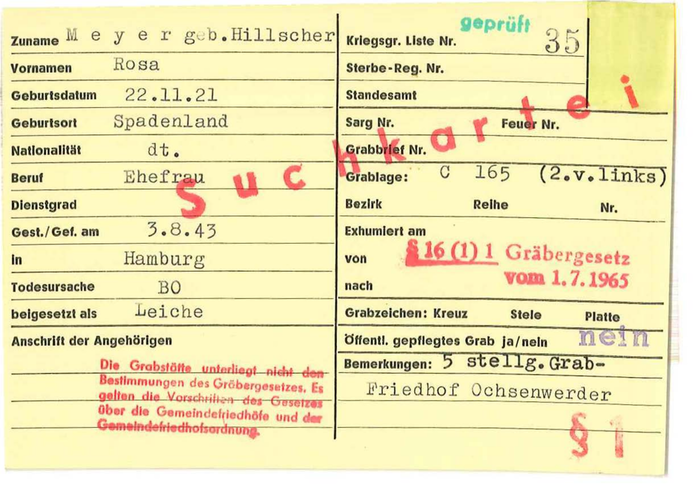 geprüft
Zuname Meyer geb.Hillscher
Vornamen Rosa
Geburtsdatum 22.11.21
Geburtsort Spadenland
Nationalität dt.
Beruf Ehefrau
Dienstgrad
Gest./Gef. am 3.8.43
in Hamburg
Todesursache BO
beigesetzt als Leiche
Anschrift der Angehörigen
Die Grabstätte unterliegt nicht den
Bestimmungen des Gräbergesetzes. Es
gelten die Vorschriften des Gesetzes
über die Gemeindefriedhöfe und der
Gemeindefriedhofsordnung.
Suchkartei
Kriegsgr. Liste Nr. 35
Sterbe-Reg. Nr.
Standesamt
Sarg Nr. Feuer Nr.
Grabbrief Nr.
Grablage: C 165 (2.v.links)
Bezirk Reihe Nr.
Exhumiert am
§ 16 (1) 1 Gräbergesetz
von
vom 1.7.1965
nach
Grabzeichen: Kreuz Stele Platte
Öffentl. gepflegtes Grab ja/nein nein
Bemerkungen: 5 stellg.Grab-
Friedhof Ochsenwerder
§ 1